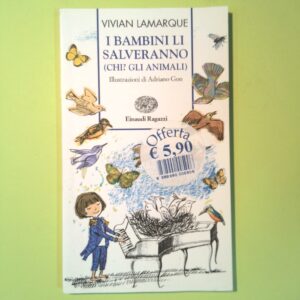 VIVIAN LAMARQUE
I BAMBINI LI
SALVERANNO
(CHI? GLI ANIMALI)
Illustrazioni di Adriano Gon
Einaudi Ragazzi
Offerta
€ 5,90